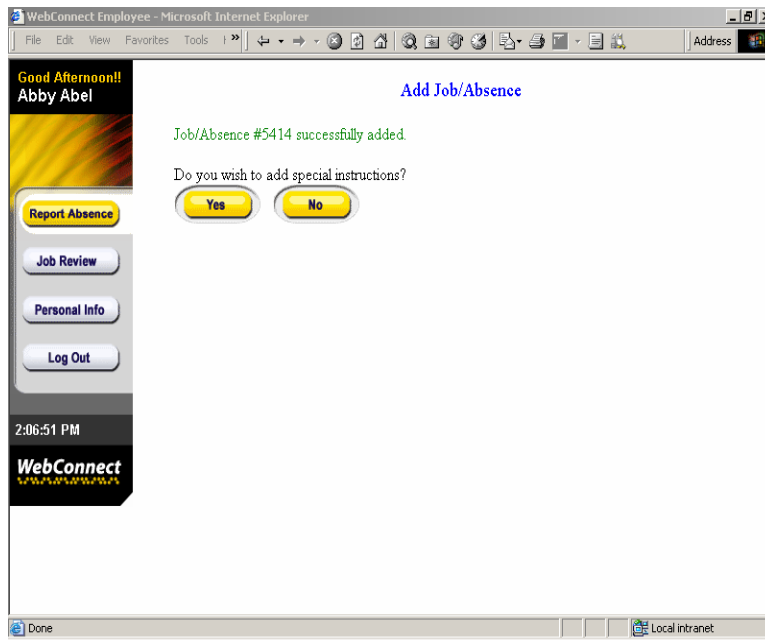 WebConnect Employee - Microsoft Internet Explorer
File Edit View Favorites Tools »
Address
Good Afternoon!!
Abby Abel
Add Job/Absence
Job/Absence #5414 successfully added.
Do you wish to add special instructions?
Yes No
Report Absence
Job Review
Personal Info
Log Out
2:06:51 PM
WebConnect
Done
Local intranet